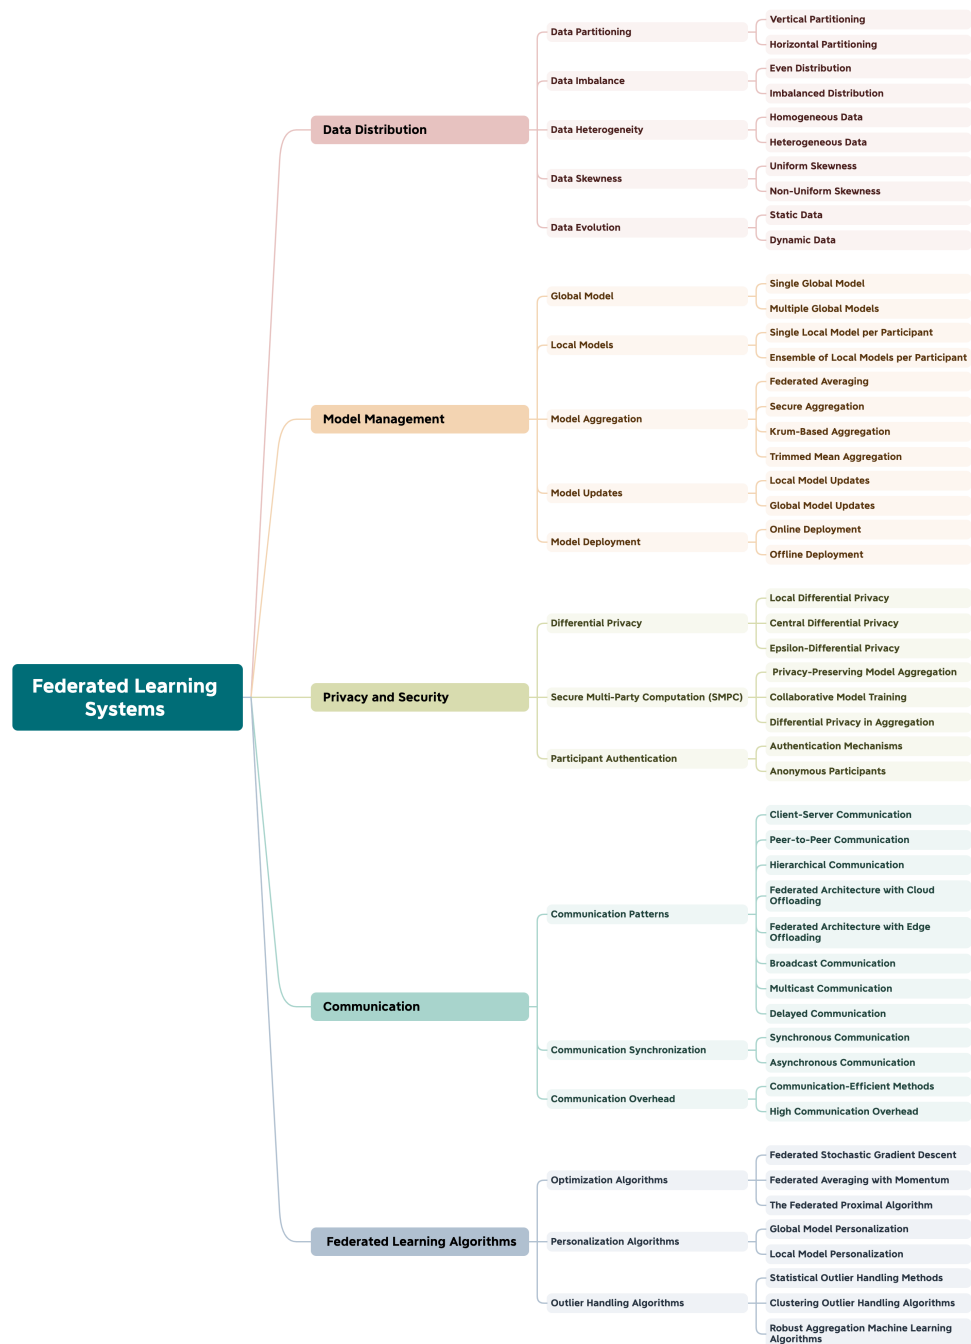 Federated Learning
Systems
Data Distribution
Data Partitioning
Vertical Partitioning
Horizontal Partitioning
Data Imbalance
Even Distribution
Imbalanced Distribution
Data Heterogeneity
Homogeneous Data
Heterogeneous Data
Data Skewness
Uniform Skewness
Non-Uniform Skewness
Data Evolution
Static Data
Dynamic Data
Model Management
Global Model
Single Global Model
Multiple Global Models
Local Models
Single Local Model per Participant
Ensemble of Local Models per Participant
Model Aggregation
Federated Averaging
Secure Aggregation
Krum-Based Aggregation
Trimmed Mean Aggregation
Model Updates
Local Model Updates
Global Model Updates
Model Deployment
Online Deployment
Offline Deployment
Privacy and Security
Differential Privacy
Local Differential Privacy
Central Differential Privacy
Epsilon-Differential Privacy
Secure Multi-Party Computation (SMPC)
Privacy-Preserving Model Aggregation
Collaborative Model Training
Differential Privacy in Aggregation
Participant Authentication
Authentication Mechanisms
Anonymous Participants
Communication
Communication Patterns
Client-Server Communication
Peer-to-Peer Communication
Hierarchical Communication
Federated Architecture with Cloud
Offloading
Federated Architecture with Edge
Offloading
Broadcast Communication
Multicast Communication
Delayed Communication
Communication Synchronization
Synchronous Communication
Asynchronous Communication
Communication Overhead
Communication-Efficient Methods
High Communication Overhead
Federated Learning Algorithms
Optimization Algorithms
Federated Stochastic Gradient Descent
Federated Averaging with Momentum
The Federated Proximal Algorithm
Personalization Algorithms
Global Model Personalization
Local Model Personalization
Outlier Handling Algorithms
Statistical Outlier Handling Methods
Clustering Outlier Handling Algorithms
Robust Aggregation Machine Learning
Algorithms